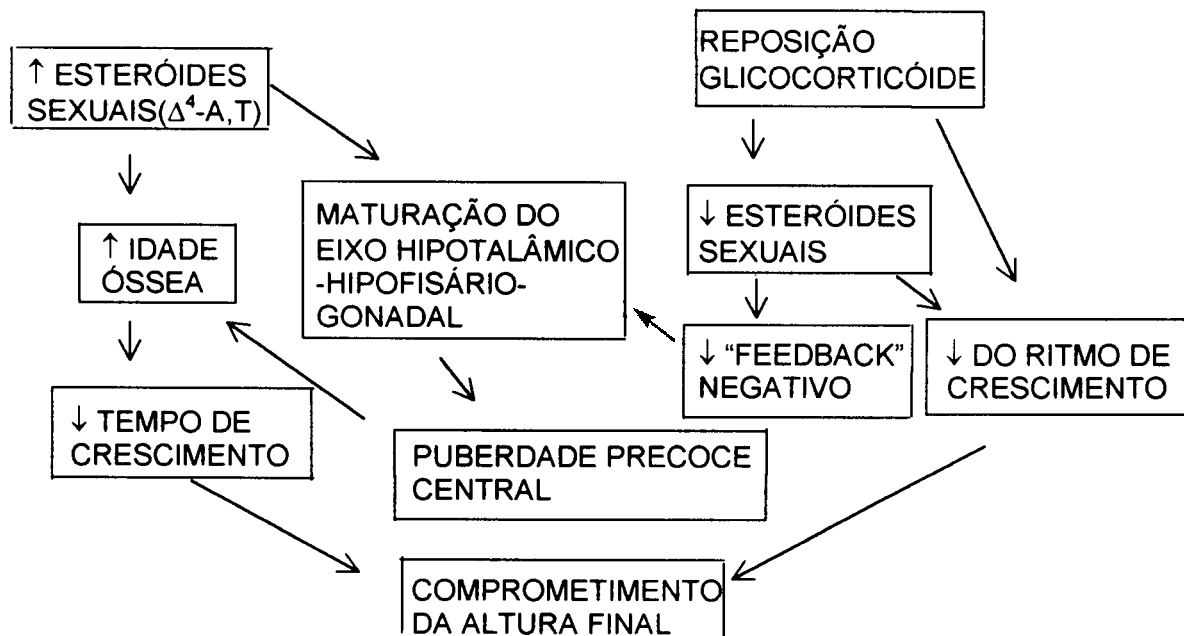 ↑ ESTERÓIDES
SEXUAIS(Δ⁴-A,T)
REPOSIÇÃO
GLICOCORTICÓIDE
↑ IDADE
ÓSSEA
MATURAÇÃO DO
EIXO HIPOTALÂMICO
-HIPOFISÁRIO-
GONADAL
↓ ESTERÓIDES
SEXUAIS
↓ TEMPO DE
CRESCIMENTO
↓ “FEEDBACK”
NEGATIVO
↓ DO RITMO DE
CRESCIMENTO
PUBERDADE PRECOCE
CENTRAL
COMPROMETIMENTO
DA ALTURA FINAL